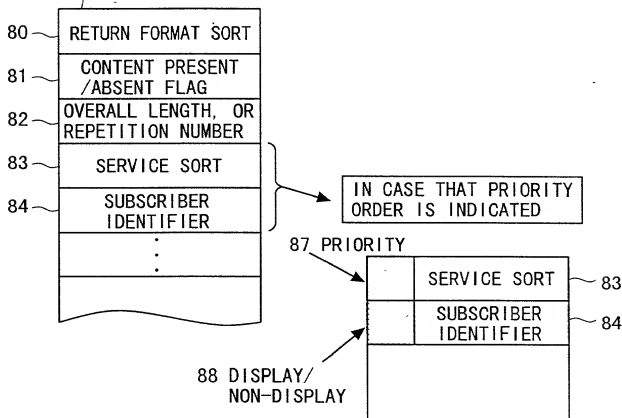 80 RETURN FORMAT SORT
81 CONTENT PRESENT
/ABSENT FLAG
82 OVERALL LENGTH, OR
REPETITION NUMBER
83 SERVICE SORT
84 SUBSCRIBER
IDENTIFIER
IN CASE THAT PRIORITY
ORDER IS INDICATED
87 PRIORITY
SERVICE SORT 83
SUBSCRIBER
IDENTIFIER 84
88 DISPLAY/
NON-DISPLAY